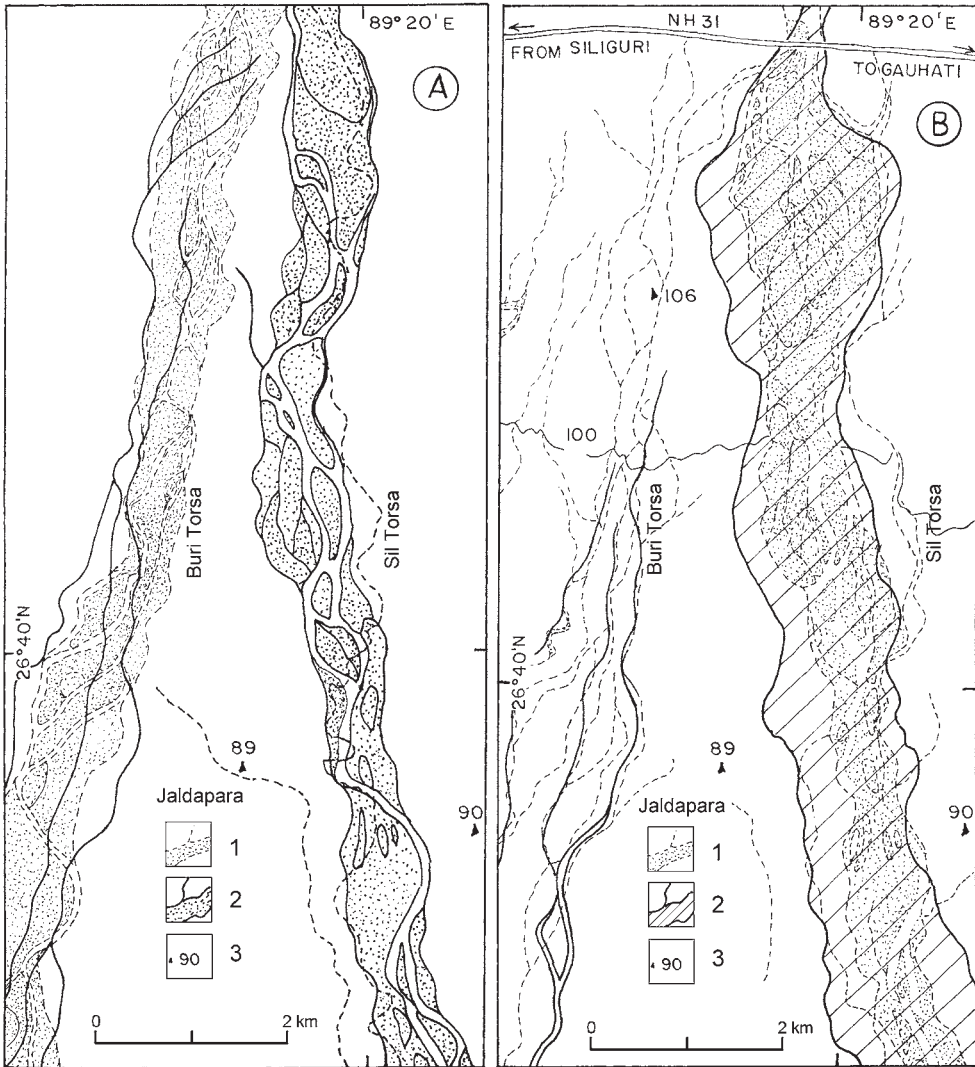 89° 20' E
A
Buri Torsa
Sil Torsa
26°40'N
89
Jaldapara
90
1
2
90
3
0
2 km
NH 31
89° 20' E
FROM SILIGURI
TO GAUHATI
B
106
100
Buri Torsa
Sil Torsa
26°40'N
89
Jaldapara
90
1
2
90
3
0
2 km